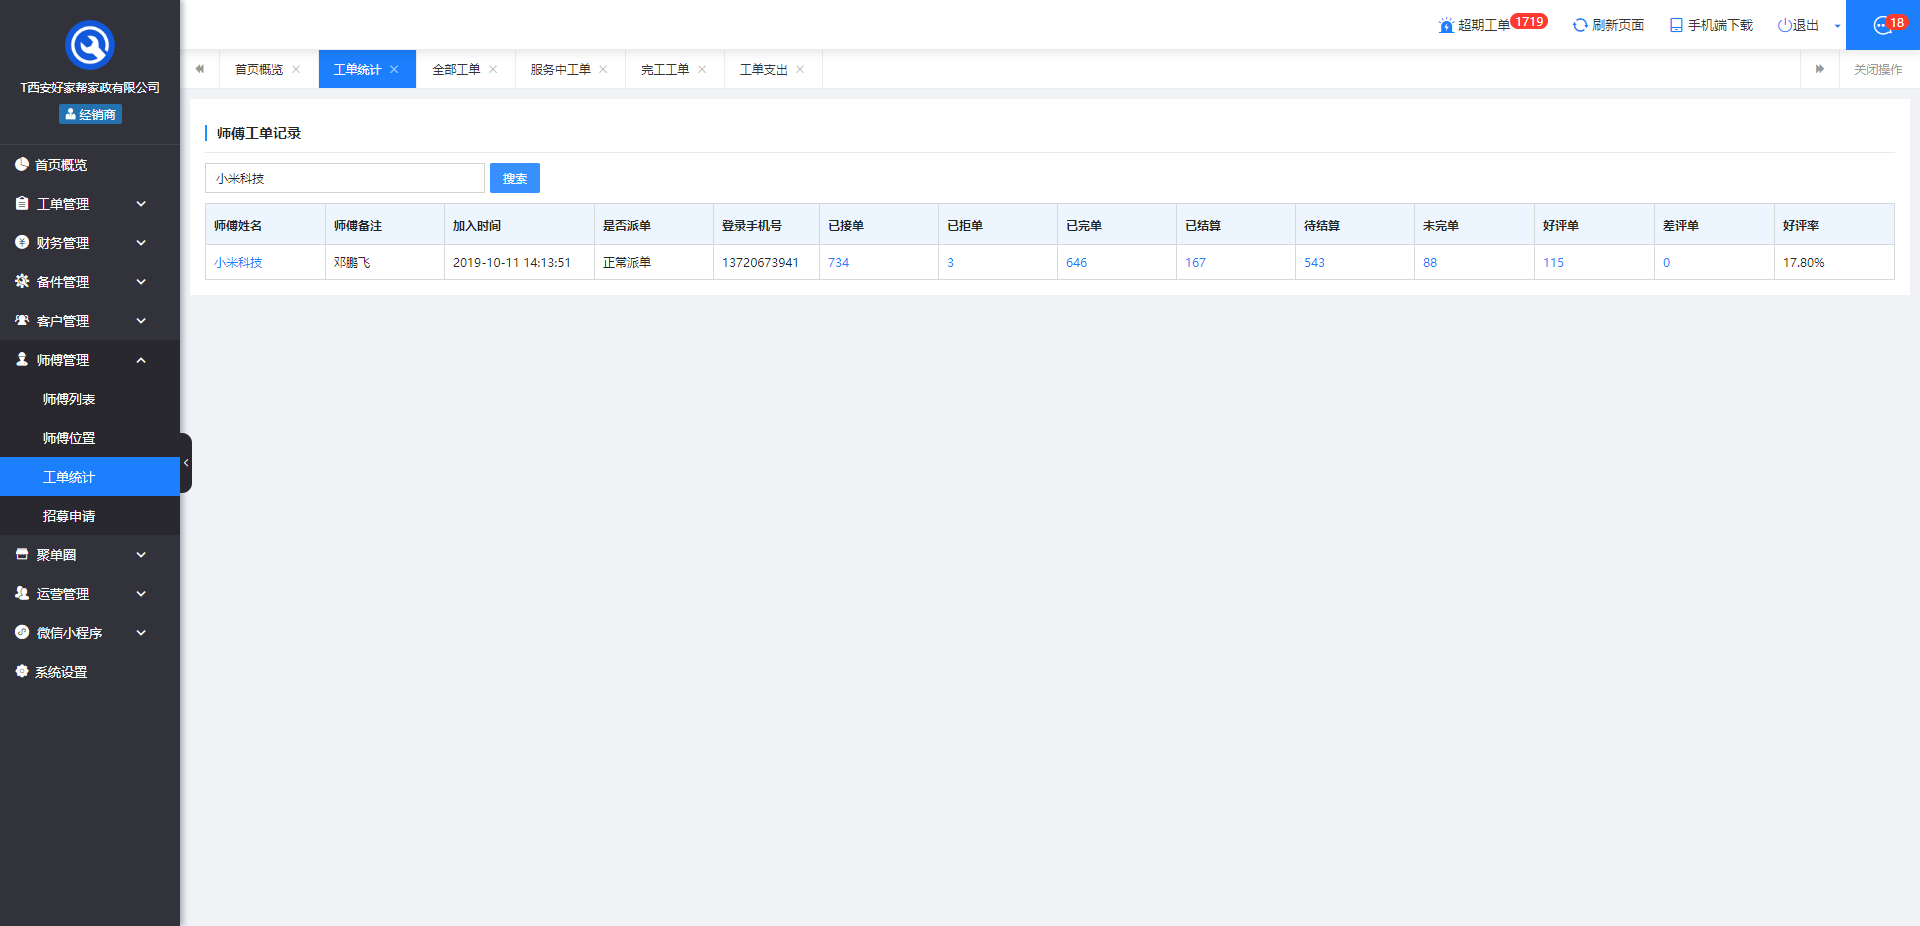 T西安好家帮家政有限公司
经销商
首页概览
工单管理
财务管理
备件管理
客户管理
师傅管理
师傅列表
师傅位置
工单统计
招募申请
聚单圈
运营管理
微信小程序
系统设置
超期工单 1719 刷新页面 手机端下载 退出 18
首页概览 工单统计 全部工单 服务中工单 完工工单 工单支出 关闭操作
师傅工单记录
小米科技 搜索
师傅姓名 师傅备注 加入时间 是否派单 登录手机号 已接单 已拒单 已完单 已结算 待结算 未完单 好评单 差评单 好评率
小米科技 邓鹏飞 2019-10-11 14:13:51 正常派单 13720673941 734 3 646 167 543 88 115 0 17.80%